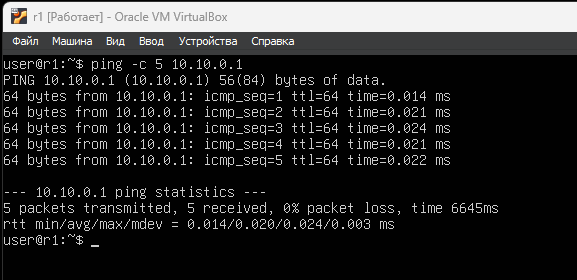 r1 [Работает] - Oracle VM VirtualBox
Файл Машина Вид Ввод Устройства Справка
user@r1:~$ ping -c 5 10.10.0.1
PING 10.10.0.1 (10.10.0.1) 56(84) bytes of data.
64 bytes from 10.10.0.1: icmp_seq=1 ttl=64 time=0.014 ms
64 bytes from 10.10.0.1: icmp_seq=2 ttl=64 time=0.021 ms
64 bytes from 10.10.0.1: icmp_seq=3 ttl=64 time=0.024 ms
64 bytes from 10.10.0.1: icmp_seq=4 ttl=64 time=0.021 ms
64 bytes from 10.10.0.1: icmp_seq=5 ttl=64 time=0.022 ms
--- 10.10.0.1 ping statistics ---
5 packets transmitted, 5 received, 0% packet loss, time 6645ms
rtt min/avg/max/mdev = 0.014/0.020/0.024/0.003 ms
user@r1:~$ _